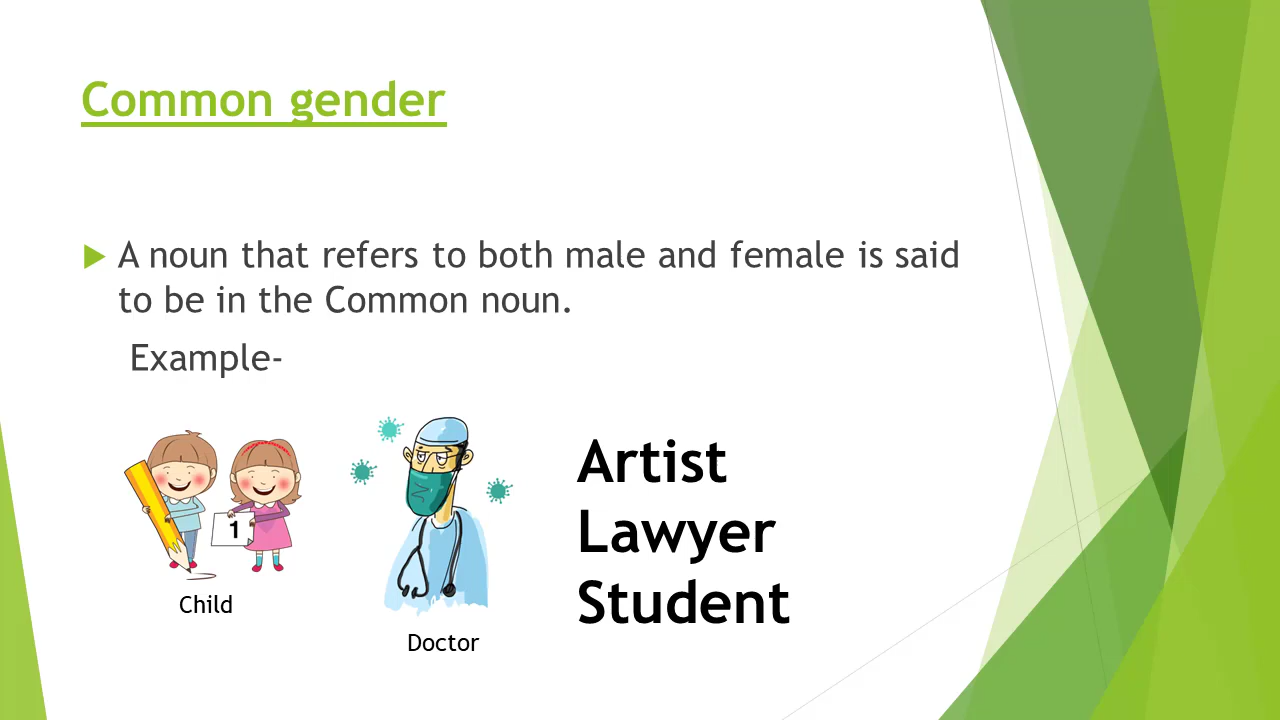 Common gender
A noun that refers to both male and female is said
to be in the Common noun.
Example-
1
Child
Doctor
Artist
Lawyer
Student